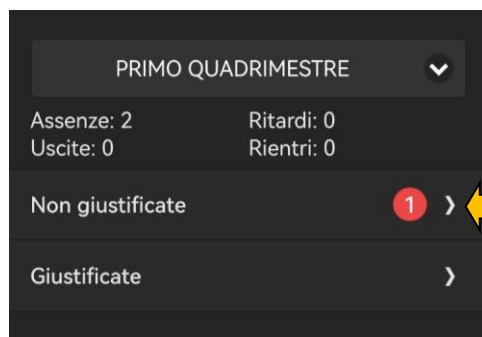 PRIMO QUADRIMESTRE
Assenze: 2 Ritardi: 0
Uscite: 0 Rientri: 0
Non giustificate 1
Giustificate